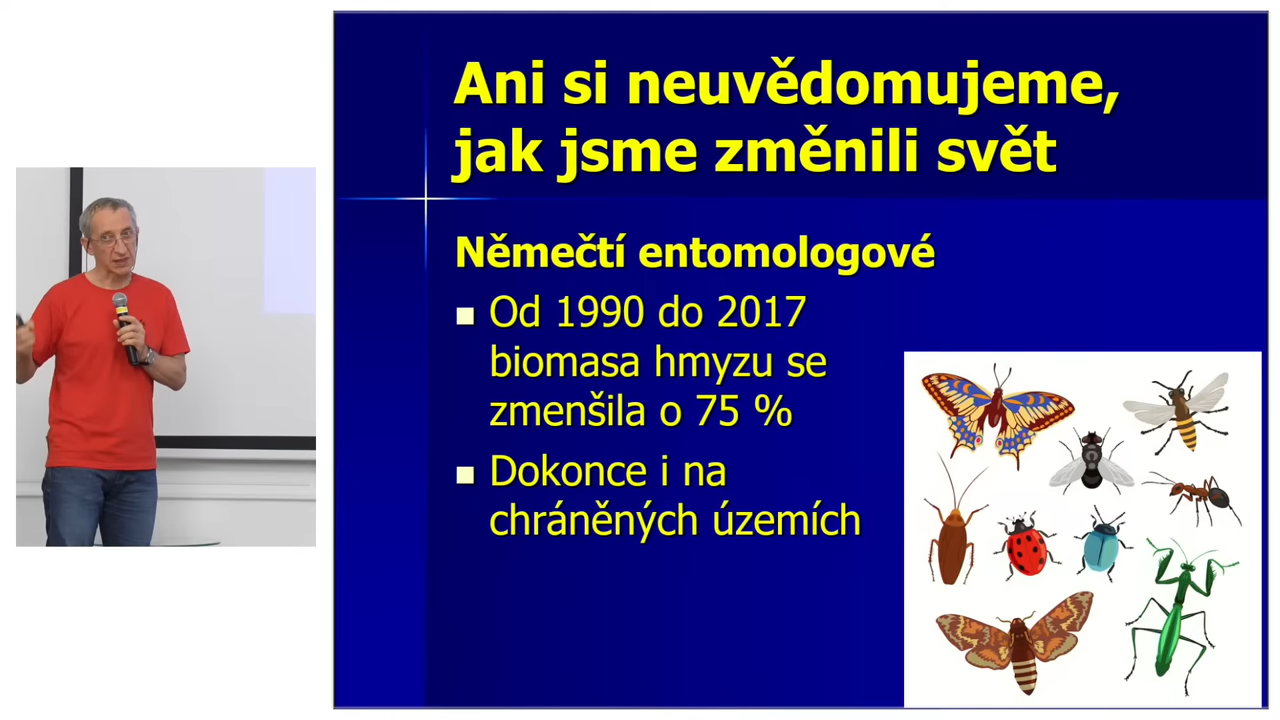 Ani si neuvědomujeme,
jak jsme změnili svět
Němečtí entomologové
Od 1990 do 2017
biomasa hmyzu se
zmenšila o 75 %
Dokonce i na
chráněných územích